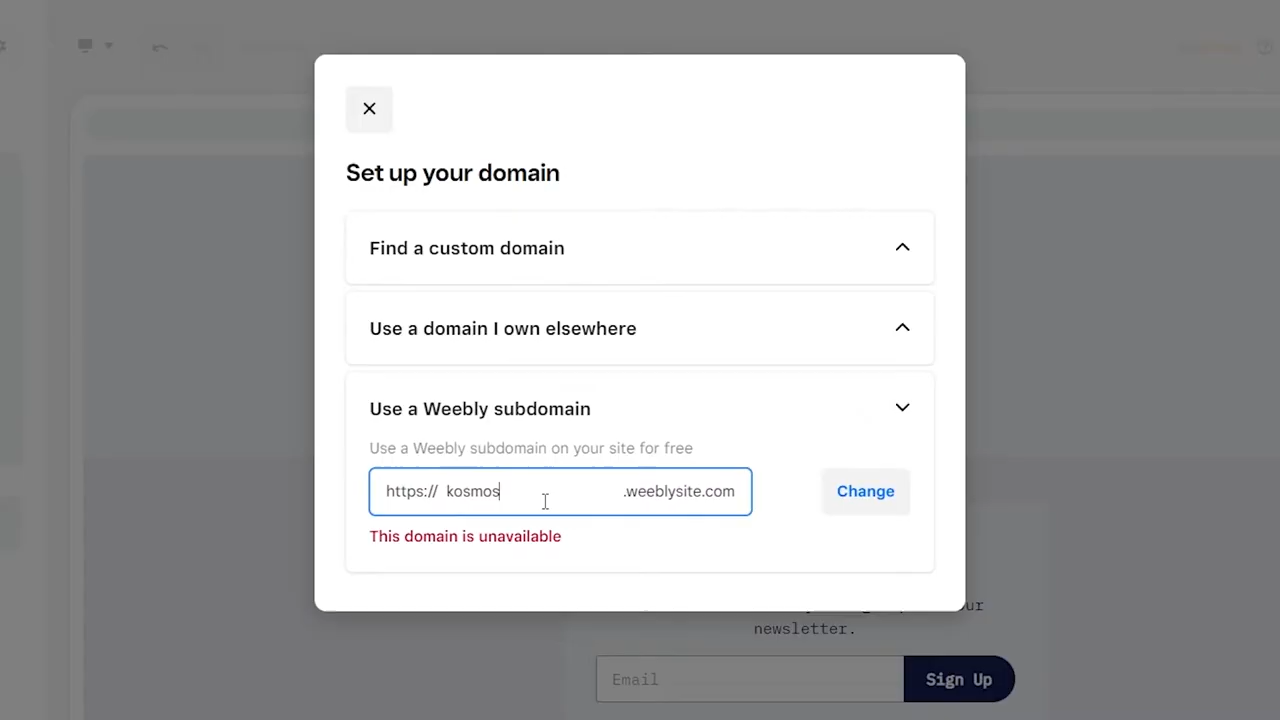 Set up your domain
Find a custom domain
Use a domain I own elsewhere
Use a Weebly subdomain
Use a Weebly subdomain on your site for free
https:// kosmos .weeblysite.com
Change
This domain is unavailable
newsletter.
Email
Sign Up